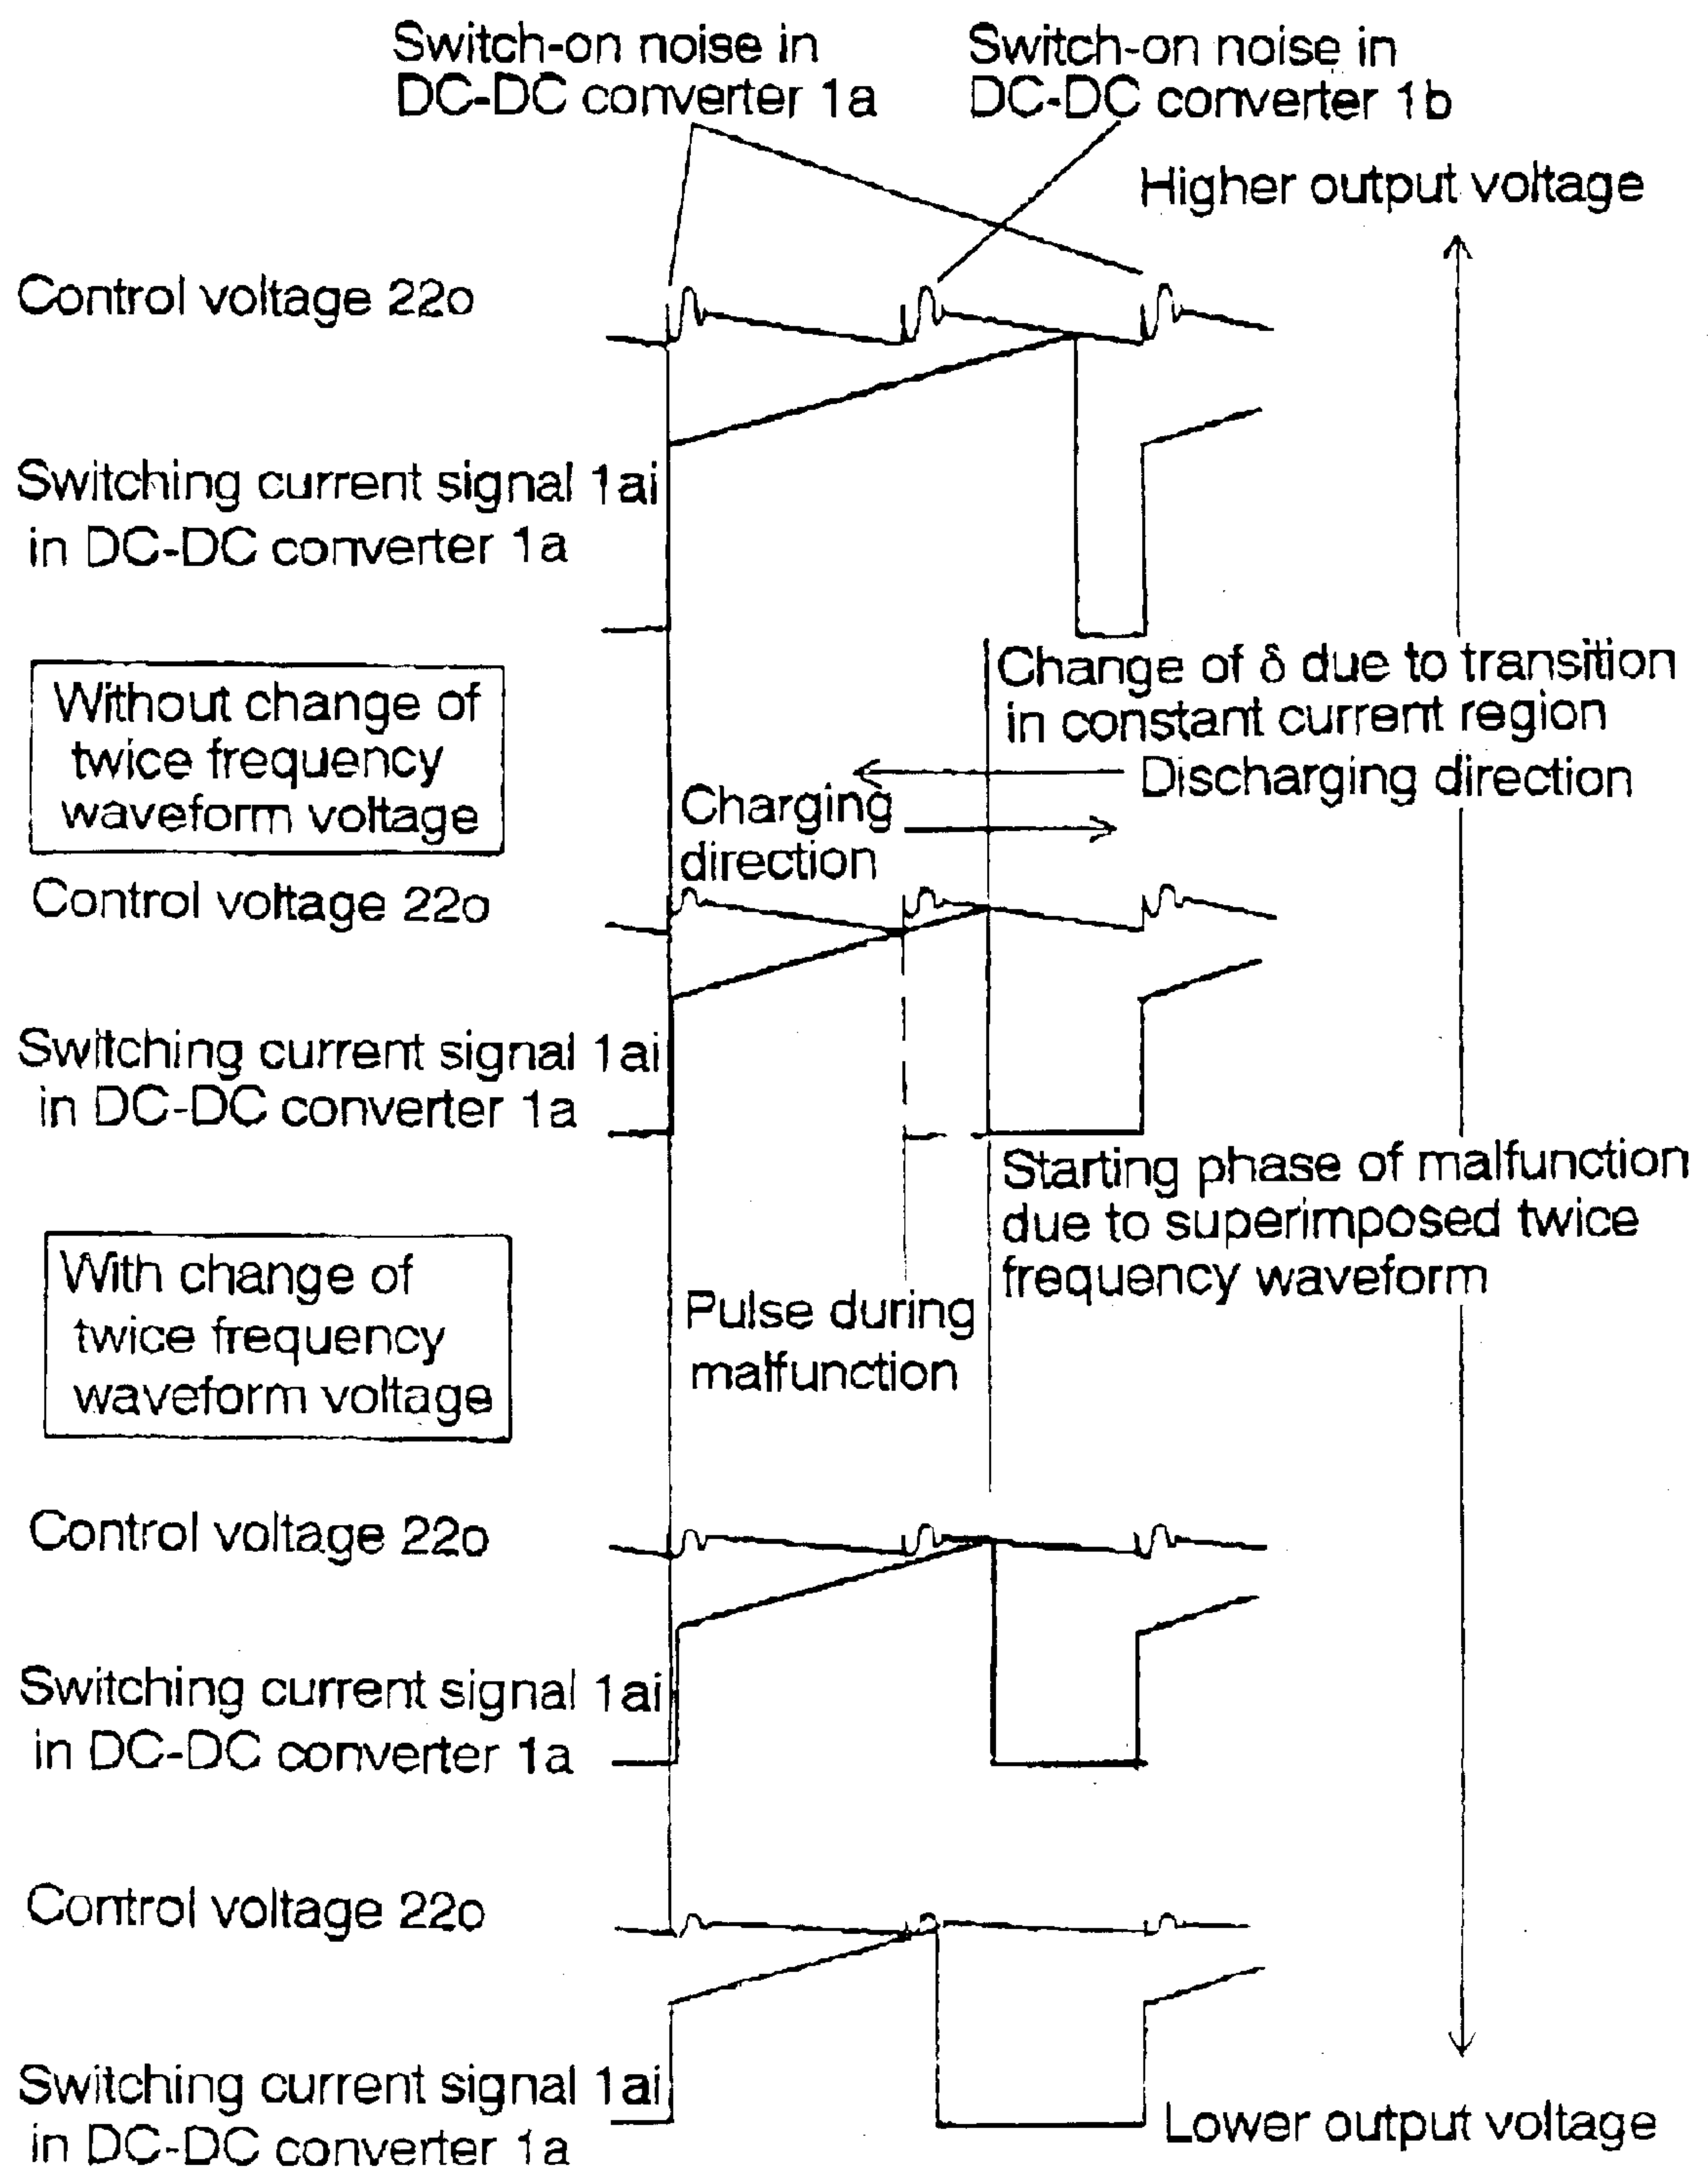 Switch-on noise in
DC-DC converter 1a
Switch-on noise in
DC-DC converter 1b
Higher output voltage
Control voltage 22o
Switching current signal 1ai
in DC-DC converter 1a
Without change of
twice frequency
waveform voltage
Change of δ due to transition
in constant current region
Discharging direction
Charging
direction
Control voltage 22o
Switching current signal 1ai
in DC-DC converter 1a
Starting phase of malfunction
due to superimposed twice
frequency waveform
With change of
twice frequency
waveform voltage
Pulse during
malfunction
Control voltage 22o
Switching current signal 1ai
in DC-DC converter 1a
Control voltage 22o
Switching current signal 1ai
in DC-DC converter 1a
Lower output voltage